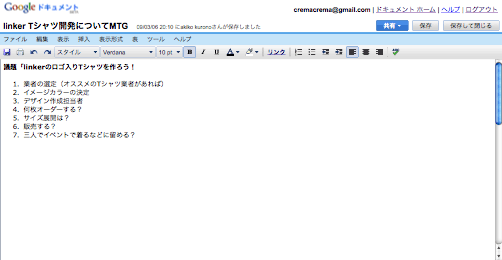 Google ドキュメント BETA
cremacrema@gmail.com | ドキュメント ホーム | ヘルプ | ログアウト
linker Tシャツ開発についてMTG 09/03/06 20:10 にakio kuronoさんが保存しました
共有 保存 保存して閉じる
ファイル 編集 表示 挿入 表示形式 表 ツール ヘルプ
スタイル Verdana 10 pt B I U A リンク
議題「linkerのロゴ入りTシャツを作ろう！
1. 業者の選定（オススメのTシャツ業者があれば）
2. イメージカラーの決定
3. デザイン作成担当者
4. 何枚オーダーする？
5. サイズ展開は？
6. 販売する？
7. 三人でイベントで着るなどに留める？